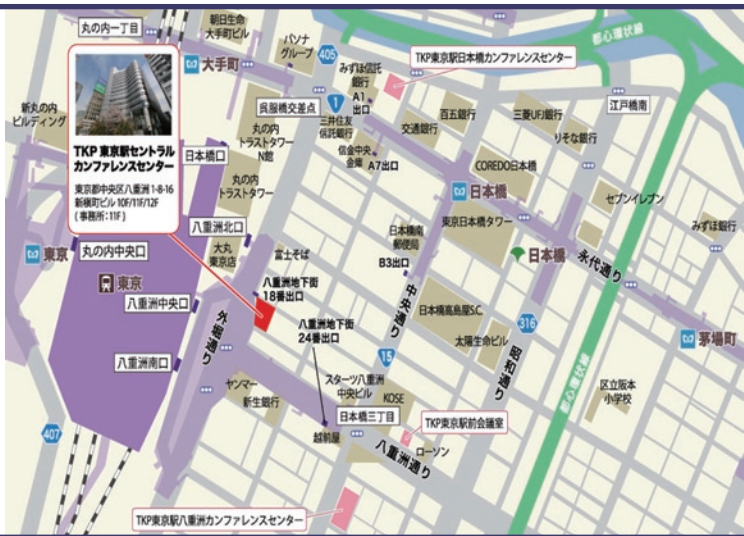 丸の内一丁目
朝日生命
大手町ビル
パソナ
グループ
405
都心環状線
大手町
みずほ信託
銀行
A1
出口
TKP東京駅日本橋カンファレンスセンター
新丸の内
ビルディング
呉服橋交差点
1
三井住友
信託銀行
交通銀行
百五銀行
三菱UFJ銀行
江戸橋南
りそな銀行
TKP 東京駅セントラル
カンファレンスセンター
東京都中央区八重洲 1-8-16
新槇町ビル 10F/11F/12F
( 事務所:11F )
日本橋口
丸の内
トラストタワー
N館
信金中央
金庫
A7出口
COREDO日本橋
丸の内
トラストタワー
日本橋
セブンイレブン
八重洲北口
日本橋南
郵便局
東京日本橋タワー
みずほ銀行
東京
丸の内中央口
大丸
東京店
富士そば
B3出口
日本橋
永代通り
東京
八重洲地下街
18番出口
中央通り
八重洲中央口
外堀通り
八重洲地下街
24番出口
日本橋高島屋S.C.
316
太陽生命ビル
昭和通り
茅場町
八重洲南口
15
都心環状線
ヤンマー
新生銀行
スターツ八重洲
中央ビル
KOSE
区立阪本
小学校
日本橋三丁目
TKP東京駅前会議室
407
越前屋
八重洲通り
ローソン
TKP東京駅八重洲カンファレンスセンター